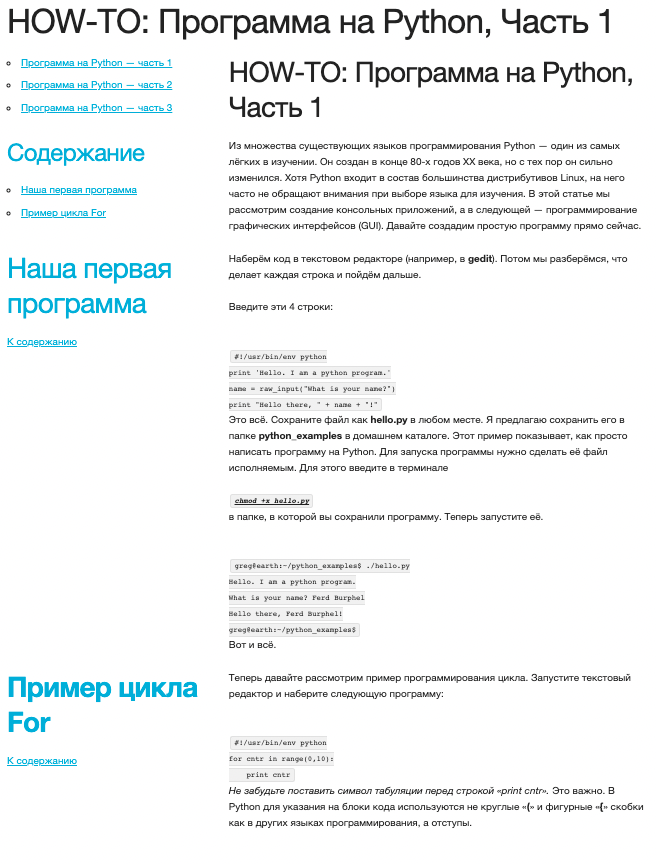 HOW-TO: Программа на Python, Часть 1
Программа на Python — часть 1
Программа на Python — часть 2
Программа на Python — часть 3
Содержание
Наша первая программа
Пример цикла For
HOW-TO: Программа на Python,
Часть 1
Из множества существующих языков программирования Python — один из самых
лёгких в изучении. Он создан в конце 80-х годов XX века, но с тех пор он сильно
изменился. Хотя Python входит в состав большинства дистрибутивов Linux, на него
часто не обращают внимания при выборе языка для изучения. В этой статье мы
рассмотрим создание консольных приложений, а в следующей — программирование
графических интерфейсов (GUI). Давайте создадим простую программу прямо сейчас.
Наша первая
программа
К содержанию
Наберём код в текстовом редакторе (например, в gedit). Потом мы разберёмся, что
делает каждая строка и пойдём дальше.
Введите эти 4 строки:
#!/usr/bin/env python
print 'Hello. I am a python program.'
name = raw_input("What is your name?")
print "Hello there, " + name + "!"
Это всё. Сохраните файл как hello.py в любом месте. Я предлагаю сохранить его в
папке python_examples в домашнем каталоге. Этот пример показывает, как просто
написать программу на Python. Для запуска программы нужно сделать её файл
исполняемым. Для этого введите в терминале
chmod +x hello.py
в папке, в которой вы сохранили программу. Теперь запустите её.
greg@earth:~/python_examples$ ./hello.py
Hello. I am a python program.
What is your name? Ferd Burphel
Hello there, Ferd Burphel!
greg@earth:~/python_examples$
Вот и всё.
Пример цикла
For
К содержанию
Теперь давайте рассмотрим пример программирования цикла. Запустите текстовый
редактор и наберите следующую программу:
#!/usr/bin/env python
for cntr in range(0,10):
    print cntr
Не забудьте поставить символ табуляции перед строкой «print cntr». Это важно. В
Python для указания на блоки кода используются не круглые «(» и фигурные «{» скобки
как в других языках программирования, а отступы.